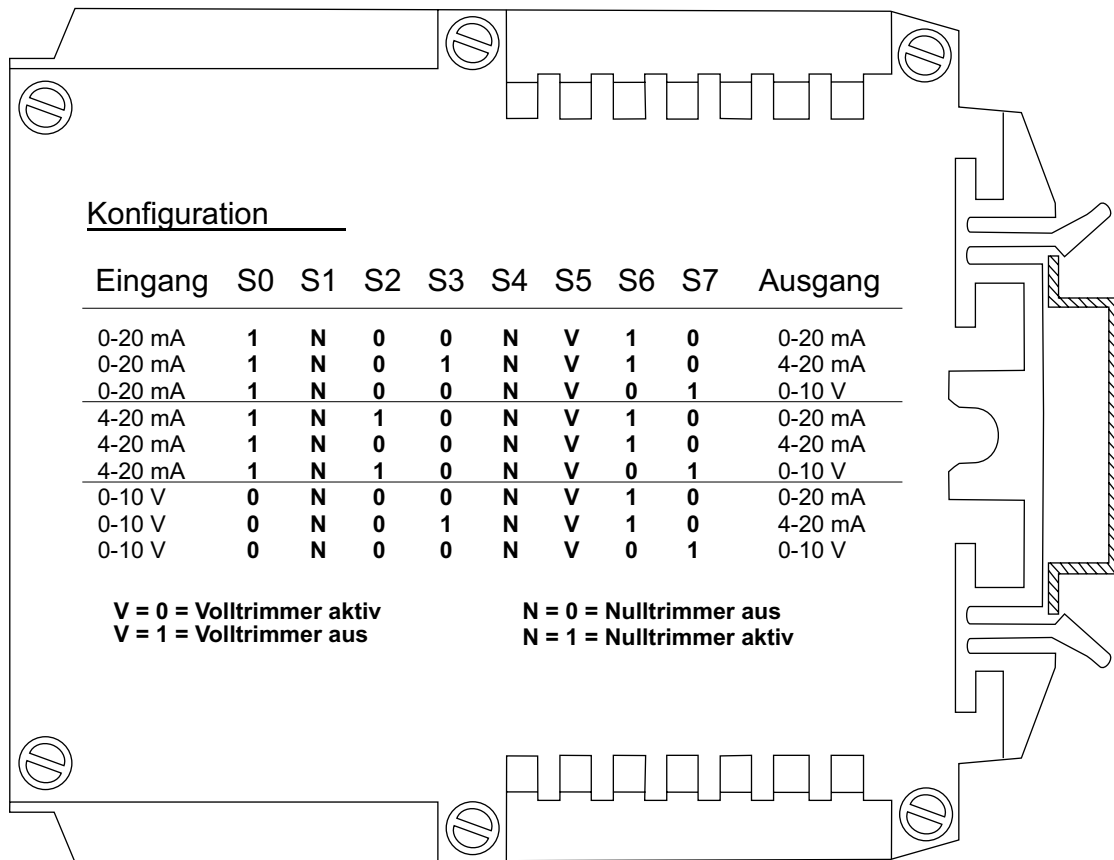 Konfiguration
Eingang S0 S1 S2 S3 S4 S5 S6 S7 Ausgang
0-20 mA 1 N 0 0 N V 1 0 0-20 mA
0-20 mA 1 N 0 1 N V 1 0 4-20 mA
0-20 mA 1 N 0 0 N V 0 1 0-10 V
4-20 mA 1 N 1 0 N V 1 0 0-20 mA
4-20 mA 1 N 0 0 N V 1 0 4-20 mA
4-20 mA 1 N 1 0 N V 0 1 0-10 V
0-10 V 0 N 0 0 N V 1 0 0-20 mA
0-10 V 0 N 0 1 N V 1 0 4-20 mA
0-10 V 0 N 0 0 N V 0 1 0-10 V
V = 0 = Volltrimmer aktiv
V = 1 = Volltrimmer aus
N = 0 = Nulltrimmer aus
N = 1 = Nulltrimmer aktiv